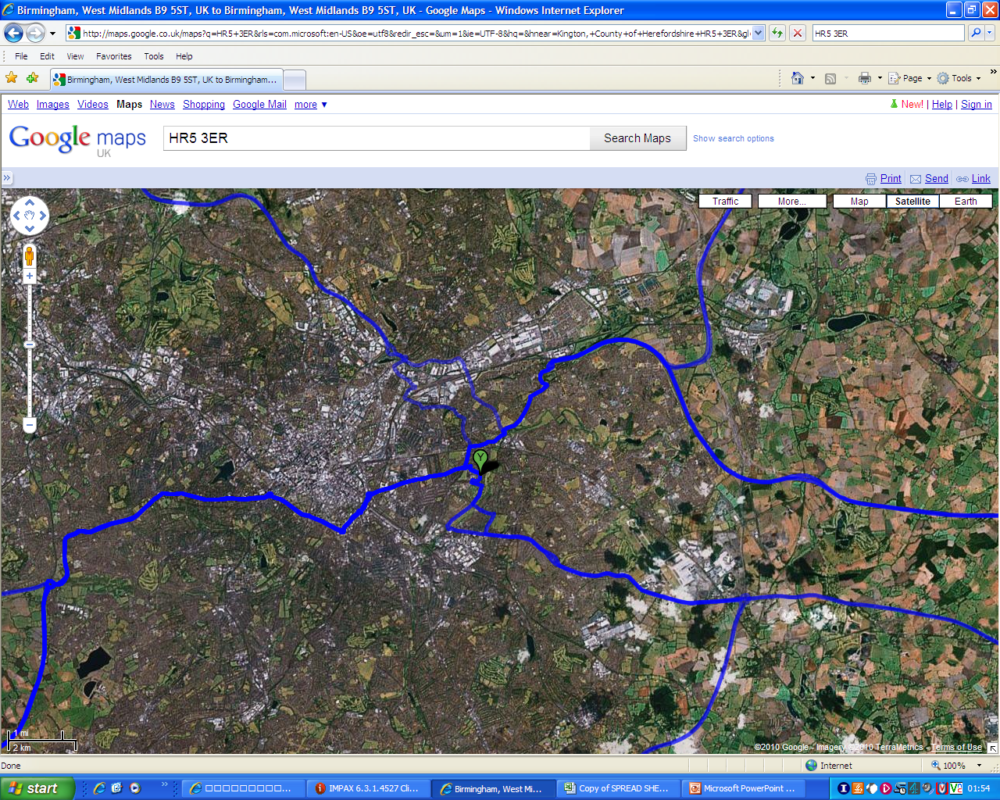 Birmingham, West Midlands B9 5ST, UK to Birmingham, West Midlands B9 5ST, UK - Google Maps - Windows Internet Explorer
http://maps.google.co.uk/maps?q=HR5+3ER&rls=com.microsoft:en-US&oe=utf8&redir_esc=&um=1&ie=UTF-8&hq=&hnear=Kington,+County+of+Herefordshire+HR5+3ER&gl= HR5 3ER
File Edit View Favorites Tools Help
Birmingham, West Midlands B9 5ST, UK to Birmingham... Page Tools »
Web Images Videos Maps News Shopping Google Mail more ▼ New! | Help | Sign in
Google maps UK HR5 3ER Search Maps Show search options
» Print Send Link
Traffic More... Map Satellite Earth
Y
1 mi
2 km
©2010 Google - Imagery ©2010 TerraMetrics - Terms of Use
Done Internet 100%
start » □□□□□□□□□□... IMPAX 6.3.1.4527 Cli... Birmingham, West Mi... Copy of SPREAD SHE... Microsoft PowerPoint ... 01:54